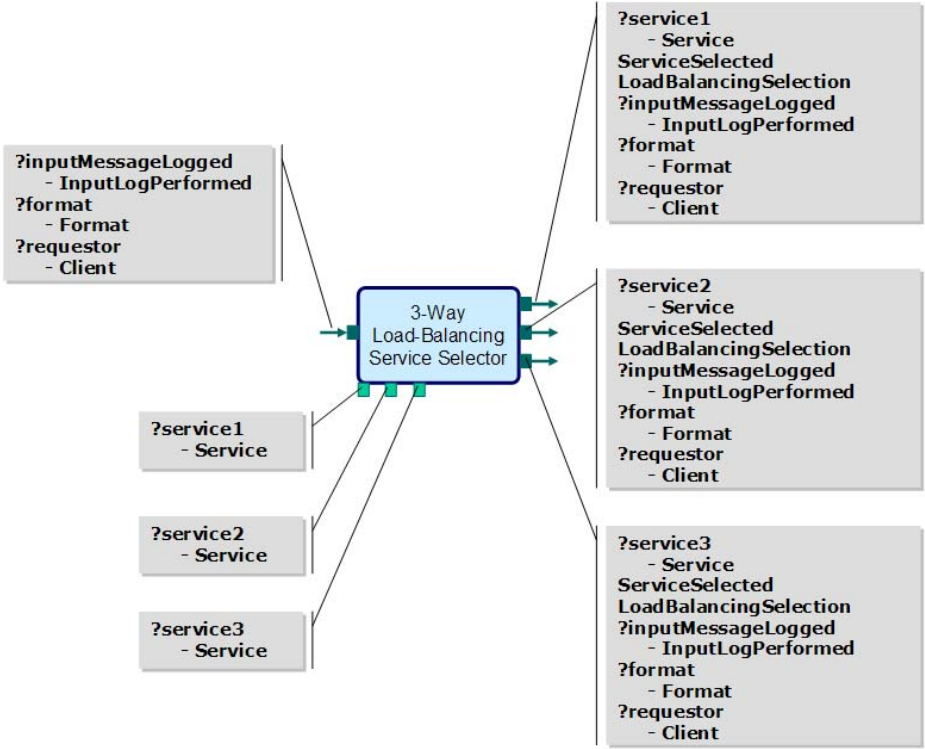 ?inputMessageLogged
- InputLogPerformed
?format
- Format
?requestor
- Client
3-Way
Load-Balancing
Service Selector
?service1
- Service
?service2
- Service
?service3
- Service
?service1
- Service
ServiceSelected
LoadBalancingSelection
?inputMessageLogged
- InputLogPerformed
?format
- Format
?requestor
- Client
?service2
- Service
ServiceSelected
LoadBalancingSelection
?inputMessageLogged
- InputLogPerformed
?format
- Format
?requestor
- Client
?service3
- Service
ServiceSelected
LoadBalancingSelection
?inputMessageLogged
- InputLogPerformed
?format
- Format
?requestor
- Client